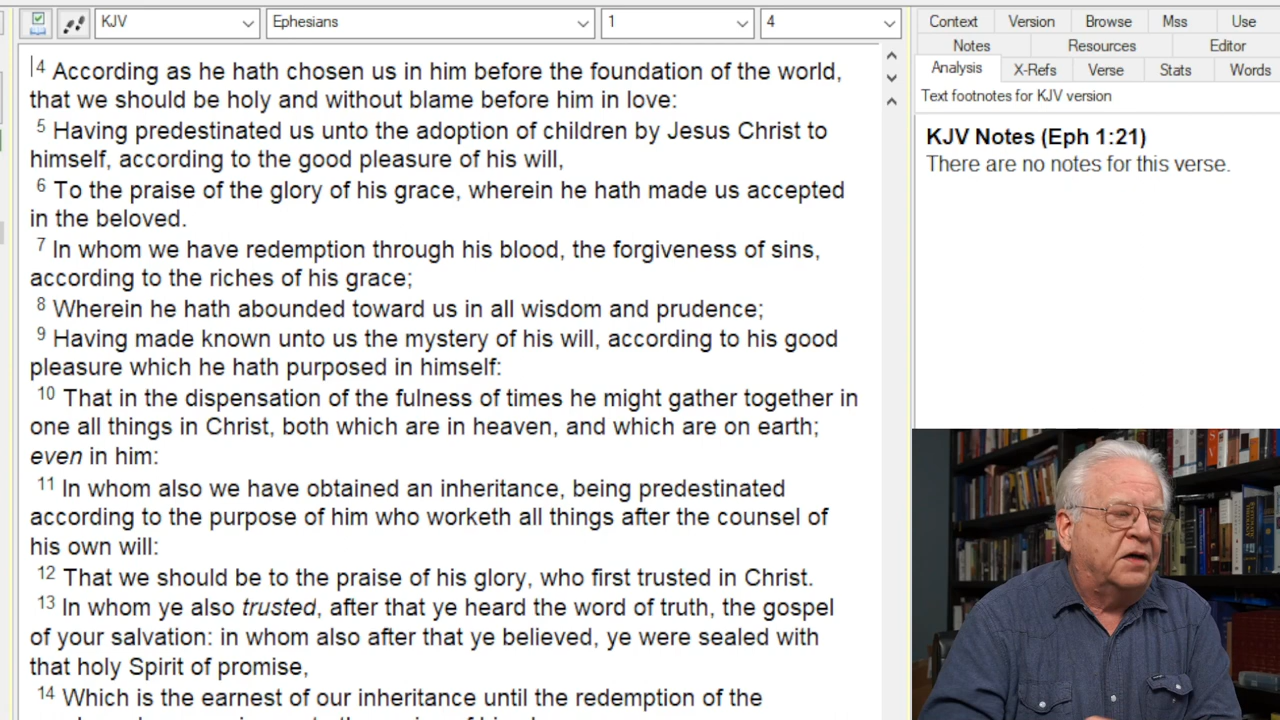 KJV
Ephesians
1
4
Context Version Browse Mss Use
Notes Resources Editor
Analysis X-Refs Verse Stats Words
Text footnotes for KJV version
KJV Notes (Eph 1:21)
There are no notes for this verse.
4 According as he hath chosen us in him before the foundation of the world,
that we should be holy and without blame before him in love:
5 Having predestinated us unto the adoption of children by Jesus Christ to
himself, according to the good pleasure of his will,
6 To the praise of the glory of his grace, wherein he hath made us accepted
in the beloved.
7 In whom we have redemption through his blood, the forgiveness of sins,
according to the riches of his grace;
8 Wherein he hath abounded toward us in all wisdom and prudence;
9 Having made known unto us the mystery of his will, according to his good
pleasure which he hath purposed in himself:
10 That in the dispensation of the fulness of times he might gather together in
one all things in Christ, both which are in heaven, and which are on earth;
even in him:
11 In whom also we have obtained an inheritance, being predestinated
according to the purpose of him who worketh all things after the counsel of
his own will:
12 That we should be to the praise of his glory, who first trusted in Christ.
13 In whom ye also trusted, after that ye heard the word of truth, the gospel
of your salvation: in whom also after that ye believed, ye were sealed with
that holy Spirit of promise,
14 Which is the earnest of our inheritance until the redemption of the